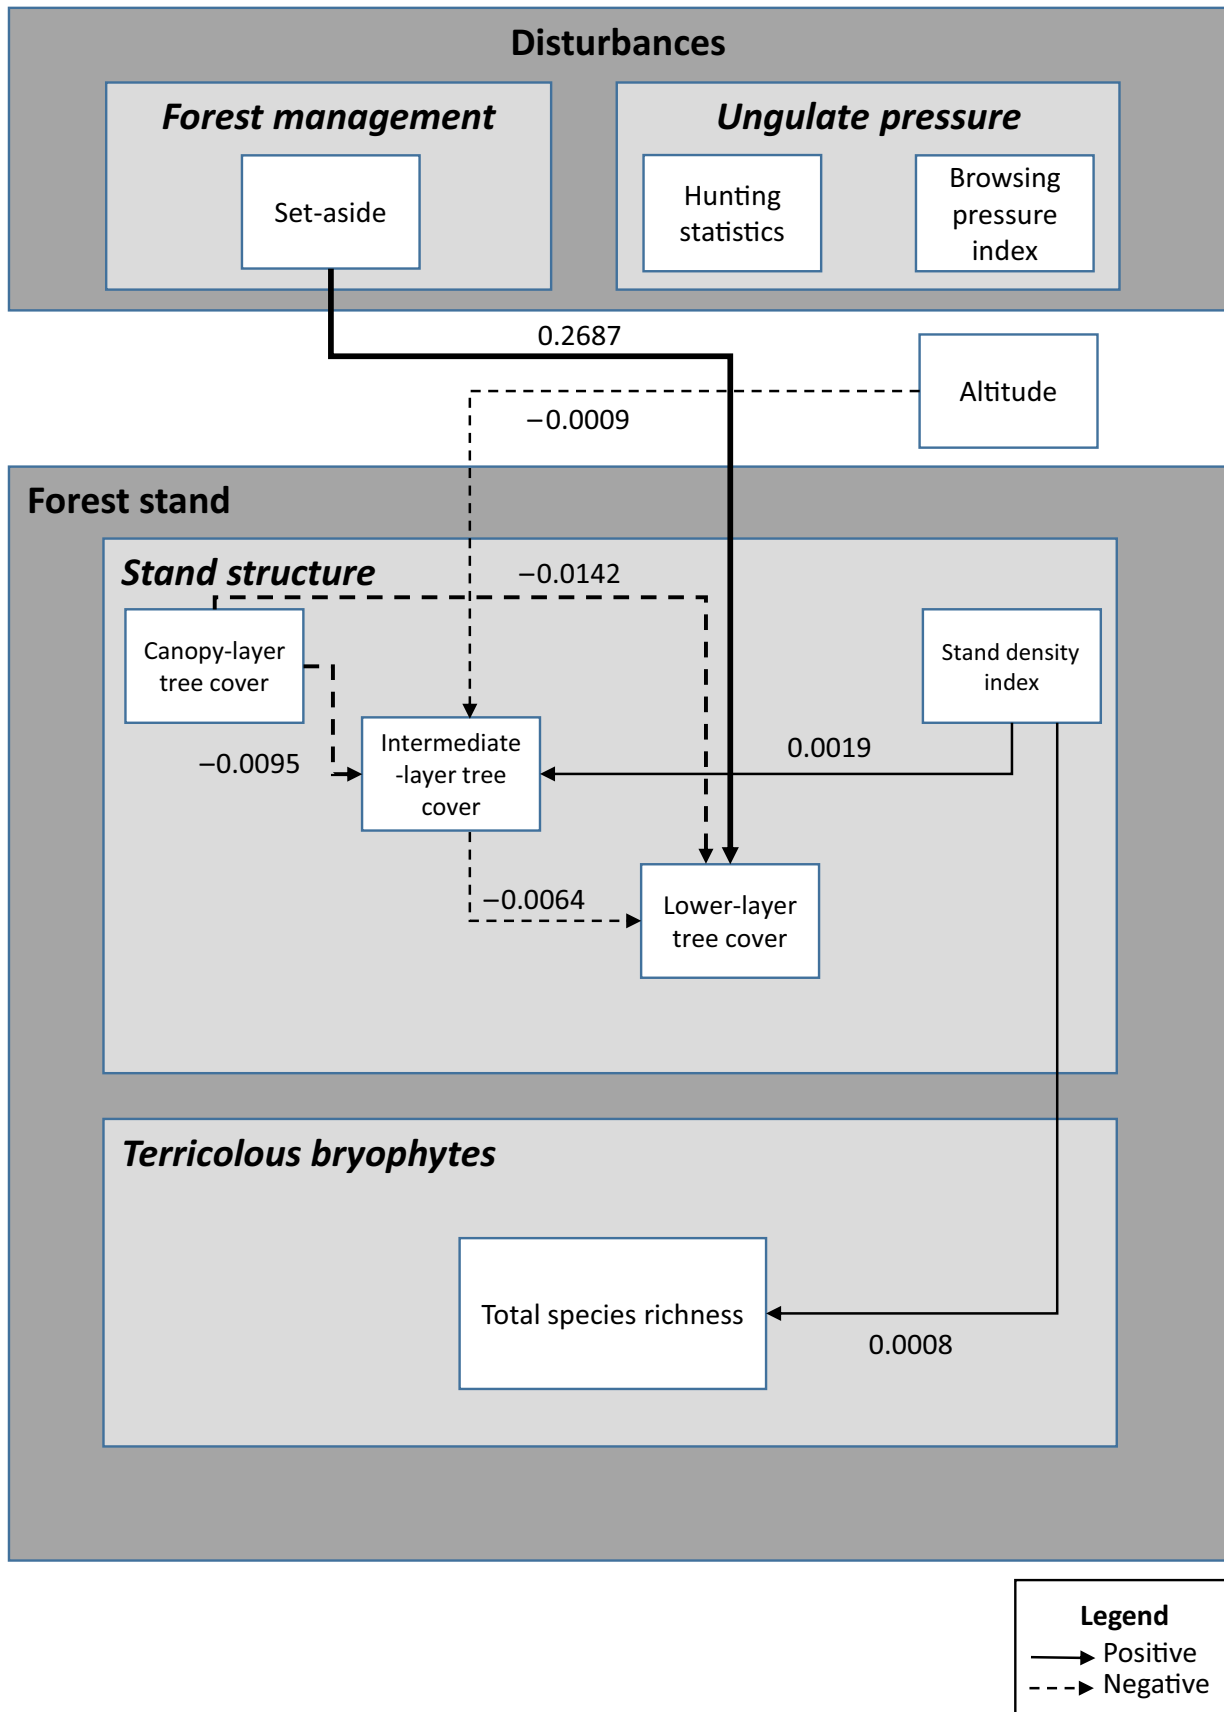 Disturbances
Forest management
Set-aside
Ungulate pressure
Hunting
statistics
Browsing
pressure
index
0.2687
−0.0009
Altitude
Forest stand
Stand structure
−0.0142
Canopy-layer
tree cover
Stand density
index
−0.0095
Intermediate
-layer tree
cover
0.0019
−0.0064
Lower-layer
tree cover
Terricolous bryophytes
Total species richness
0.0008
Legend
Positive
Negative